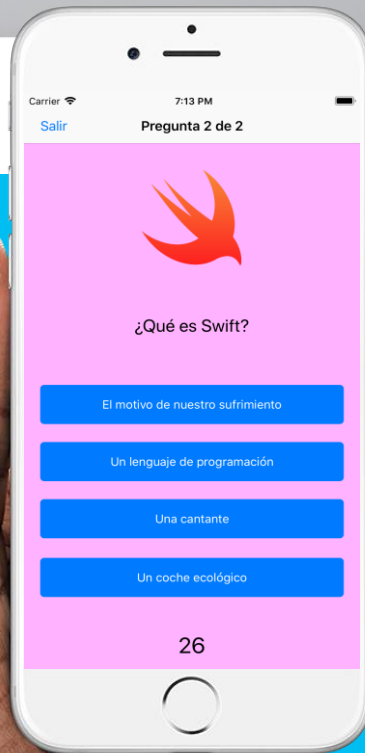 Carrier
7:13 PM
Salir
Pregunta 2 de 2
¿Qué es Swift?
El motivo de nuestro sufrimiento
Un lenguaje de programación
Una cantante
Un coche ecológico
26